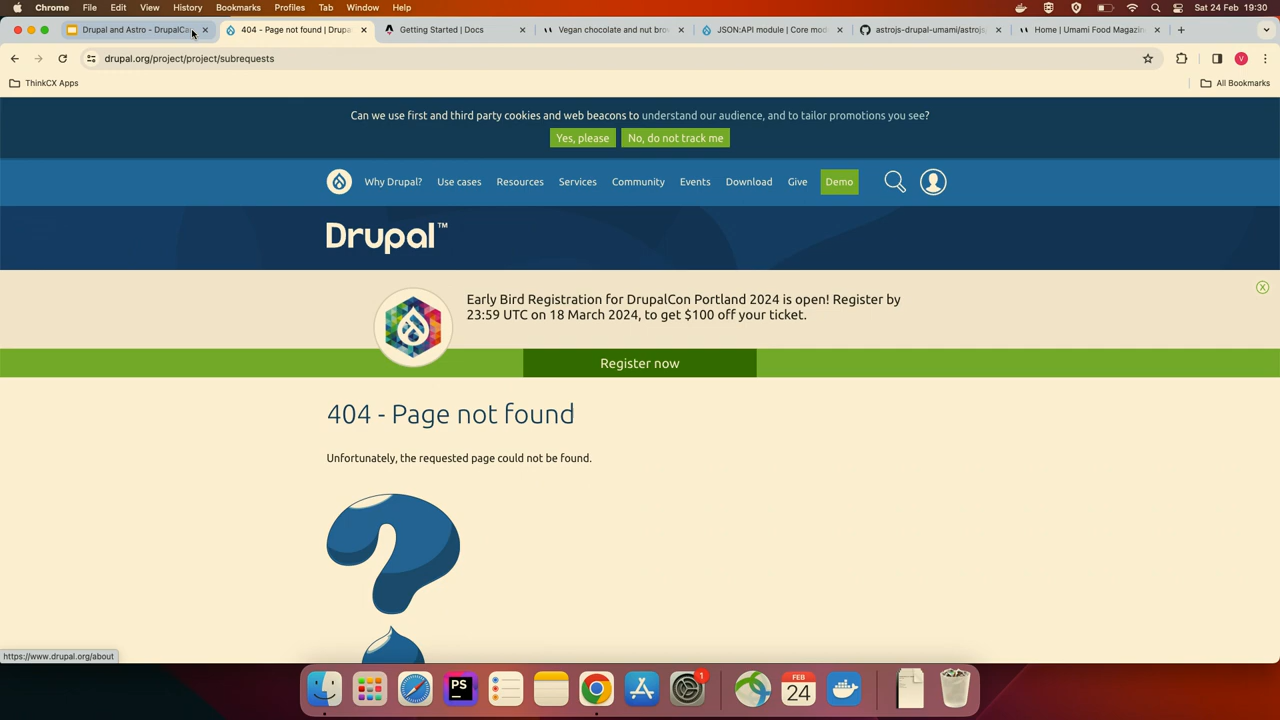 Chrome File Edit View History Bookmarks Profiles Tab Window Help Sat 24 Feb 19:30
Drupal and Astro - DrupalCa
404 - Page not found | Drupa
Getting Started | Docs
Vegan chocolate and nut bro
JSON:API module | Core mod
astrojs-drupal-umami/astrojs
Home | Umami Food Magazin
drupal.org/project/project/subrequests
V
ThinkCX Apps
All Bookmarks
Can we use first and third party cookies and web beacons to understand our audience, and to tailor promotions you see?
Yes, please
No, do not track me
Why Drupal? Use cases Resources Services Community Events Download Give Demo
Drupal™
Early Bird Registration for DrupalCon Portland 2024 is open! Register by
23:59 UTC on 18 March 2024, to get $100 off your ticket.
Register now
404 - Page not found
Unfortunately, the requested page could not be found.
https://www.drupal.org/about
PS
1
FEB
24